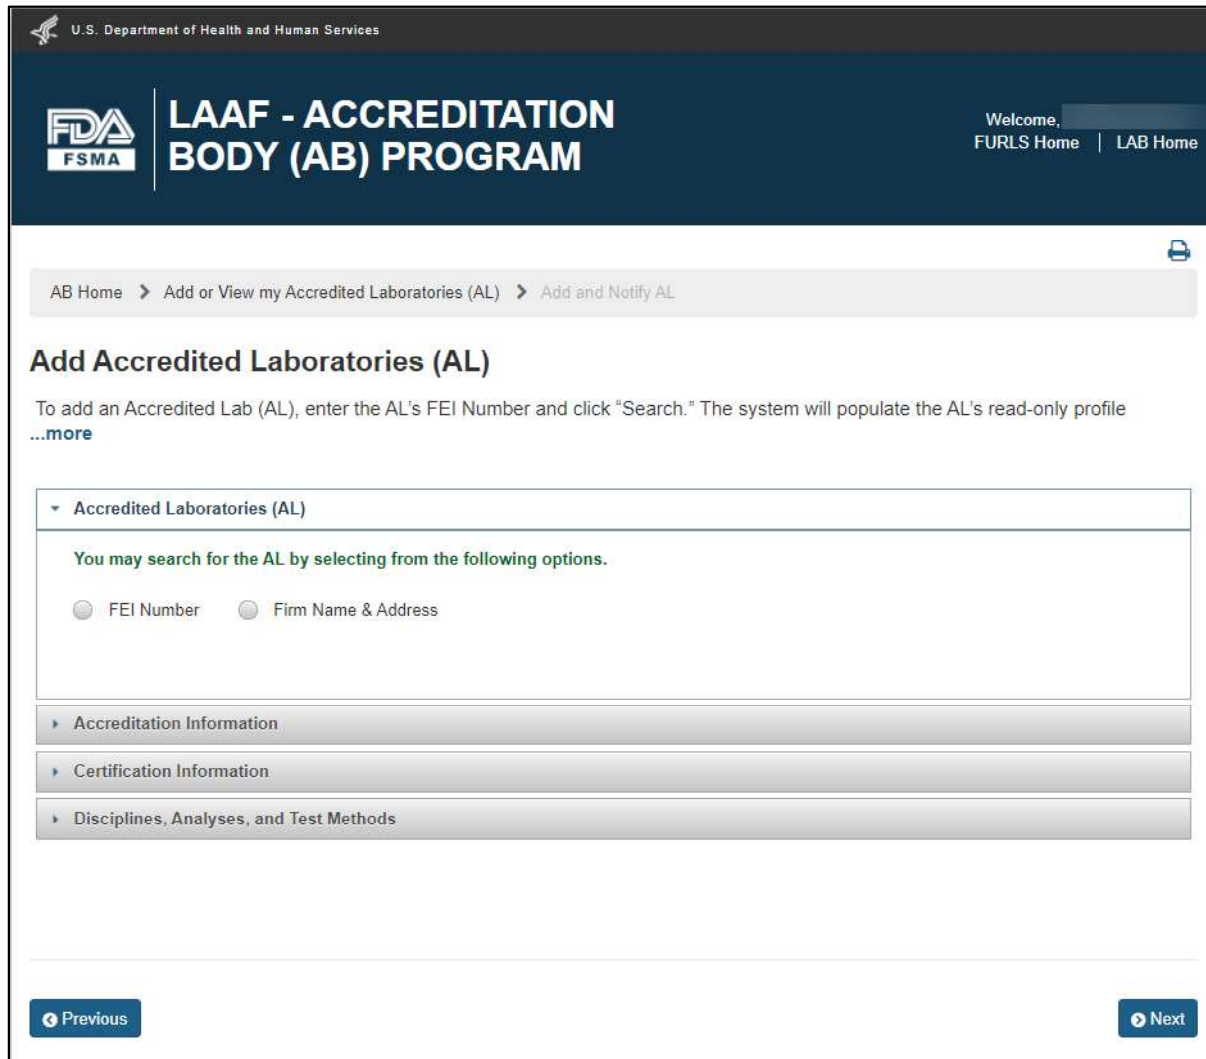 U.S. Department of Health and Human Services
FDA
FSMA
LAAF - ACCREDITATION
BODY (AB) PROGRAM
Welcome,
FURLS Home | LAB Home
AB Home > Add or View my Accredited Laboratories (AL) > Add and Notify AL
Add Accredited Laboratories (AL)
To add an Accredited Lab (AL), enter the AL's FEI Number and click “Search.” The system will populate the AL's read-only profile
...more
Accredited Laboratories (AL)
You may search for the AL by selecting from the following options.
FEI Number Firm Name & Address
Accreditation Information
Certification Information
Disciplines, Analyses, and Test Methods
Previous Next